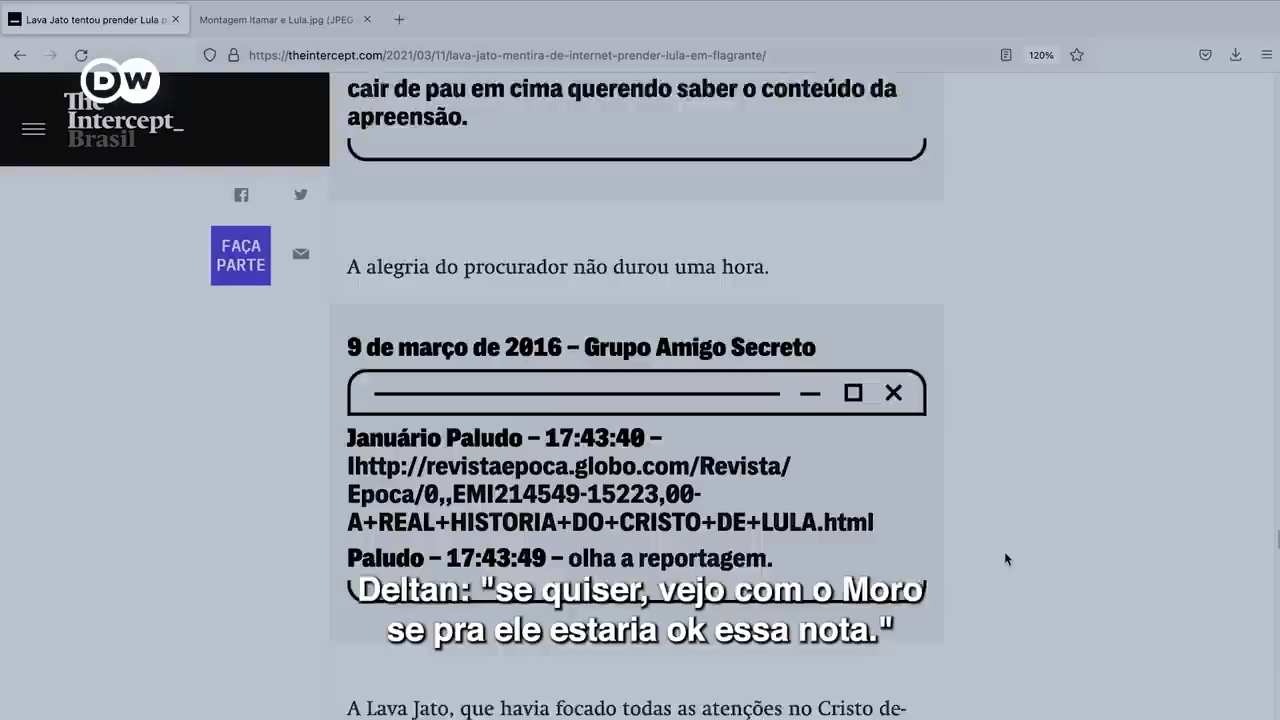 Lava Jato tentou prender Lula p
Montagem Itamar e Lula.jpg (JPEG
https://theintercept.com/2021/03/11/lava-jato-mentira-de-internet-prender-lula-em-flagrante/
120%
DW
The
Intercept_
Brasil
cair de pau em cima querendo saber o conteúdo da
apreensão.
FAÇA
PARTE
A alegria do procurador não durou uma hora.
9 de março de 2016 – Grupo Amigo Secreto
Januário Paludo – 17:43:40 –
lhttp://revistaepoca.globo.com/Revista/
Epoca/0,,EMI214549-15223,00-
A+REAL+HISTORIA+DO+CRISTO+DE+LULA.html
Paludo – 17:43:49 – olha a reportagem.
Deltan: "se quiser, vejo com o Moro
se pra ele estaria ok essa nota."
A Lava Jato, que havia focado todas as atenções no Cristo de-